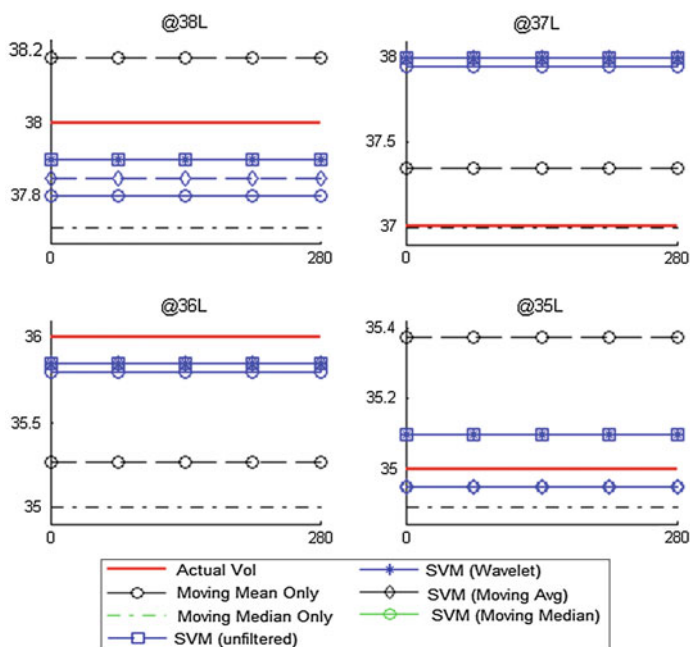 @38L
38.2
38
37.8
0
280
@37L
38
37.5
37
0
280
@36L
36
35.5
35
0
280
@35L
35.4
35.2
35
0
280
Actual Vol
Moving Mean Only
Moving Median Only
SVM (unfiltered)
SVM (Wavelet)
SVM (Moving Avg)
SVM (Moving Median)